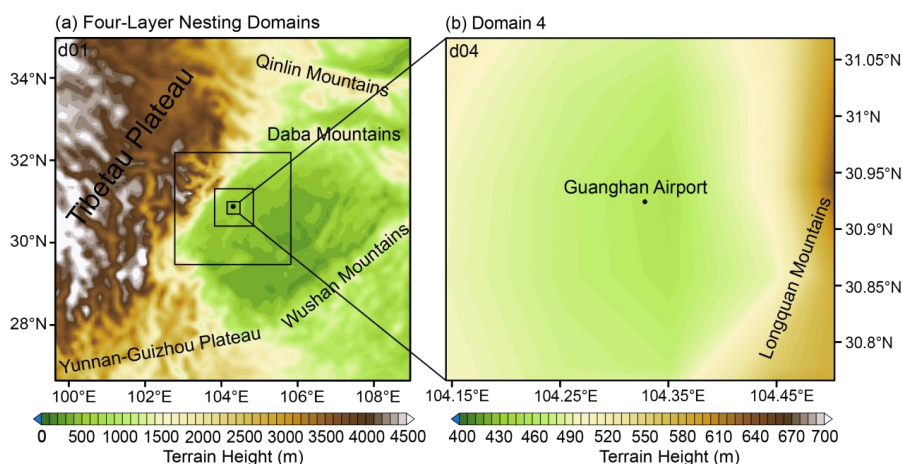 (a) Four-Layer Nesting Domains
(b) Domain 4
d01
34°N
32°N
30°N
28°N
Tibetau Plateau
Qinlin Mountains
Daba Mountains
Wushan Mountains
Yunnan-Guizhou Plateau
100°E 102°E 104°E 106°E 108°E
0 500 1000 1500 2000 2500 3000 3500 4000 4500
Terrain Height (m)
d04
Guanghan Airport
Longquan Mountains
31.05°N
31°N
30.95°N
30.9°N
30.85°N
30.8°N
104.15°E 104.25°E 104.35°E 104.45°E
400 430 460 490 520 550 580 610 640 670 700
Terrain Height (m)